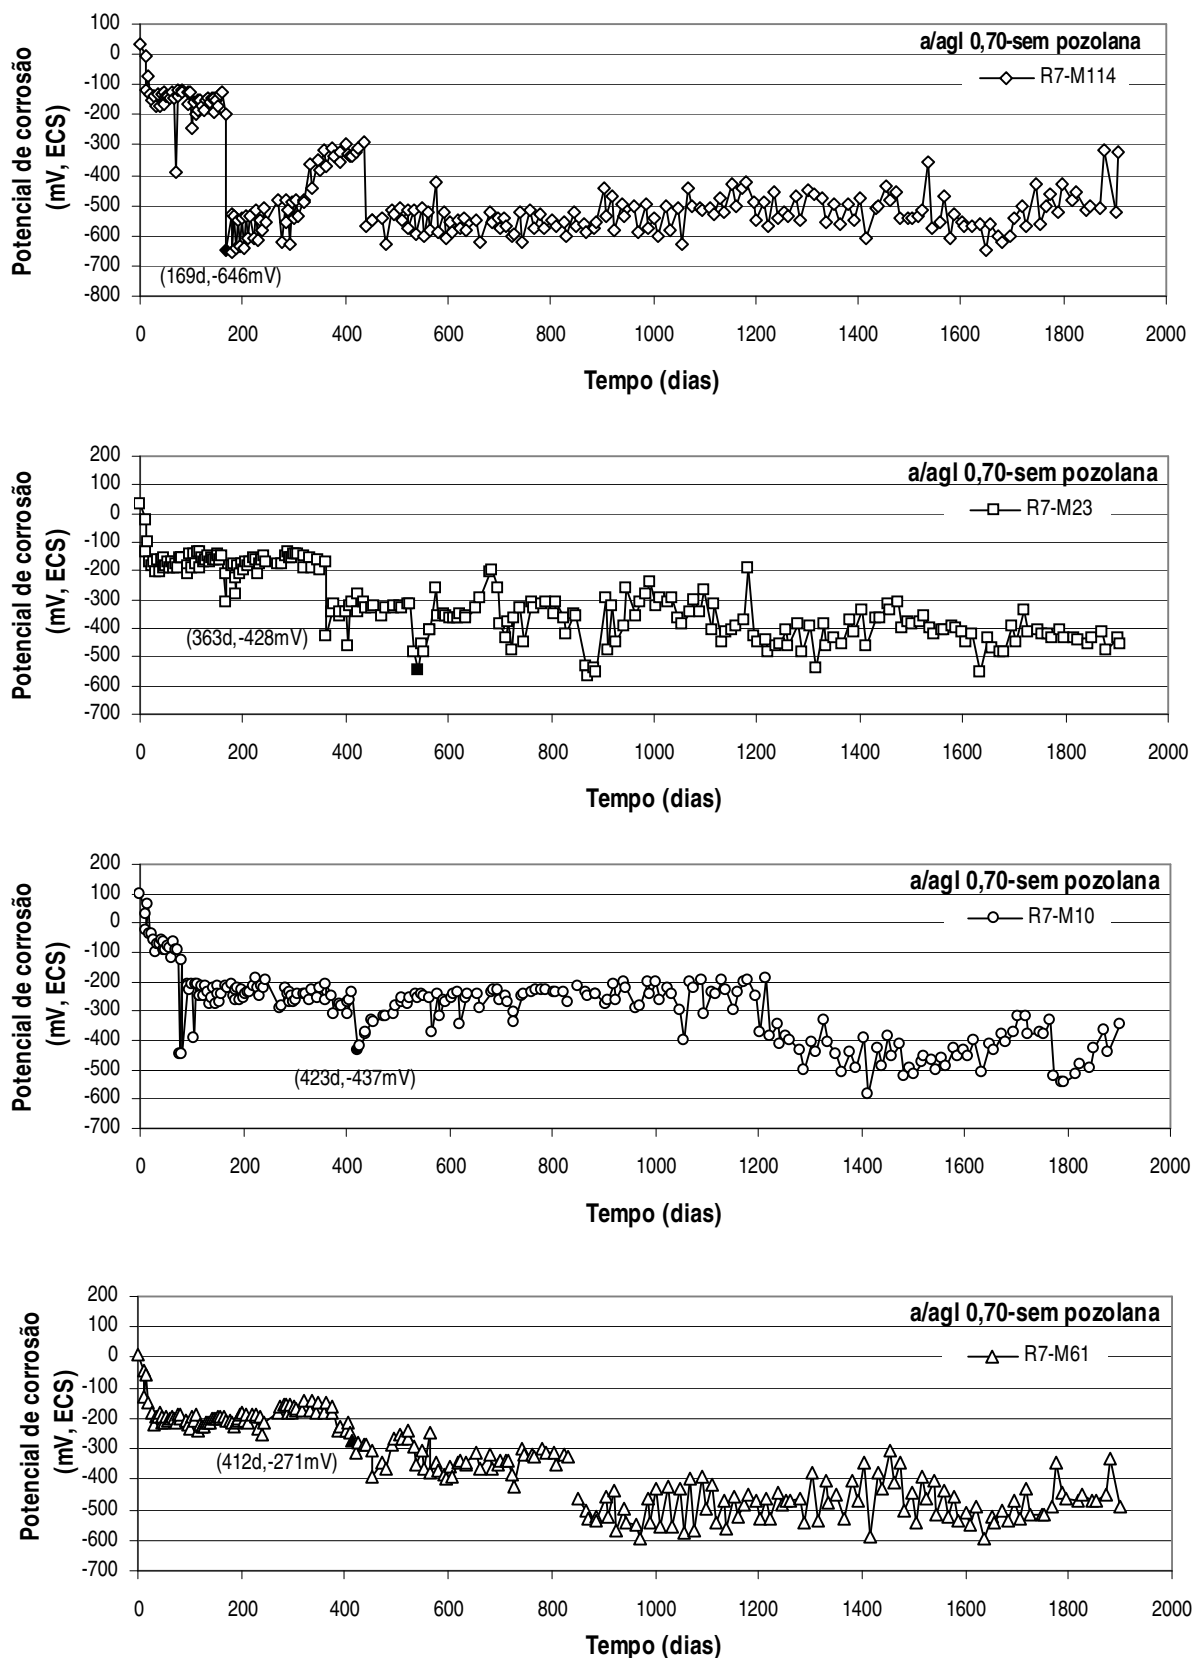 a/agl 0,70-sem pozolana
R7-M114
Potencial de corrosão
(mV, ECS)
100
0
-100
-200
-300
-400
-500
-600
-700
-800
(169d,-646mV)
0 200 400 600 800 1000 1200 1400 1600 1800 2000
Tempo (dias)
a/agl 0,70-sem pozolana
R7-M23
Potencial de corrosão
(mV, ECS)
200
100
0
-100
-200
-300
-400
-500
-600
-700
(363d,-428mV)
0 200 400 600 800 1000 1200 1400 1600 1800 2000
Tempo (dias)
a/agl 0,70-sem pozolana
R7-M10
Potencial de corrosão
(mV, ECS)
200
100
0
-100
-200
-300
-400
-500
-600
-700
(423d,-437mV)
0 200 400 600 800 1000 1200 1400 1600 1800 2000
Tempo (dias)
a/agl 0,70-sem pozolana
R7-M61
Potencial de corrosão
(mV, ECS)
200
100
0
-100
-200
-300
-400
-500
-600
-700
(412d,-271mV)
0 200 400 600 800 1000 1200 1400 1600 1800 2000
Tempo (dias)